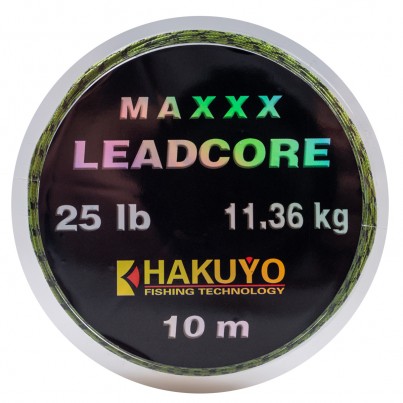 MAXXX
LEADCORE
25 lb 11.36 kg
HAKUYO
FISHING TECHNOLOGY
10 m